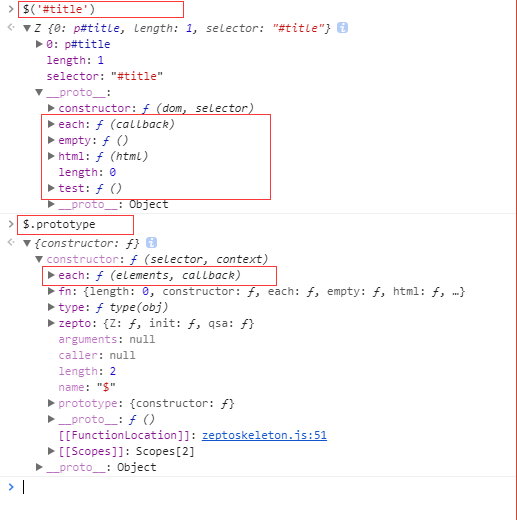 > $('#title')
<· ▼ Z {0: p#title, length: 1, selector: "#title"} i
▶ 0: p#title
length: 1
selector: "#title"
▼ __proto__:
▶ constructor: ƒ (dom, selector)
▶ each: ƒ (callback)
▶ empty: ƒ ()
▶ html: ƒ (html)
length: 0
▶ test: ƒ ()
▶ __proto__: Object
> $.prototype
<· ▼ {constructor: ƒ} i
▼ constructor: ƒ (selector, context)
▶ each: ƒ (elements, callback)
▶ fn: {length: 0, constructor: ƒ, each: ƒ, empty: ƒ, html: ƒ, …}
▶ type: ƒ type(obj)
▶ zepto: {Z: ƒ, init: ƒ, qsa: ƒ}
arguments: null
caller: null
length: 2
name: "$"
▶ prototype: {constructor: ƒ}
▶ __proto__: ƒ ()
[[FunctionLocation]]: zeptoskeleton.js:51
▶ [[Scopes]]: Scopes[2]
▶ __proto__: Object
>